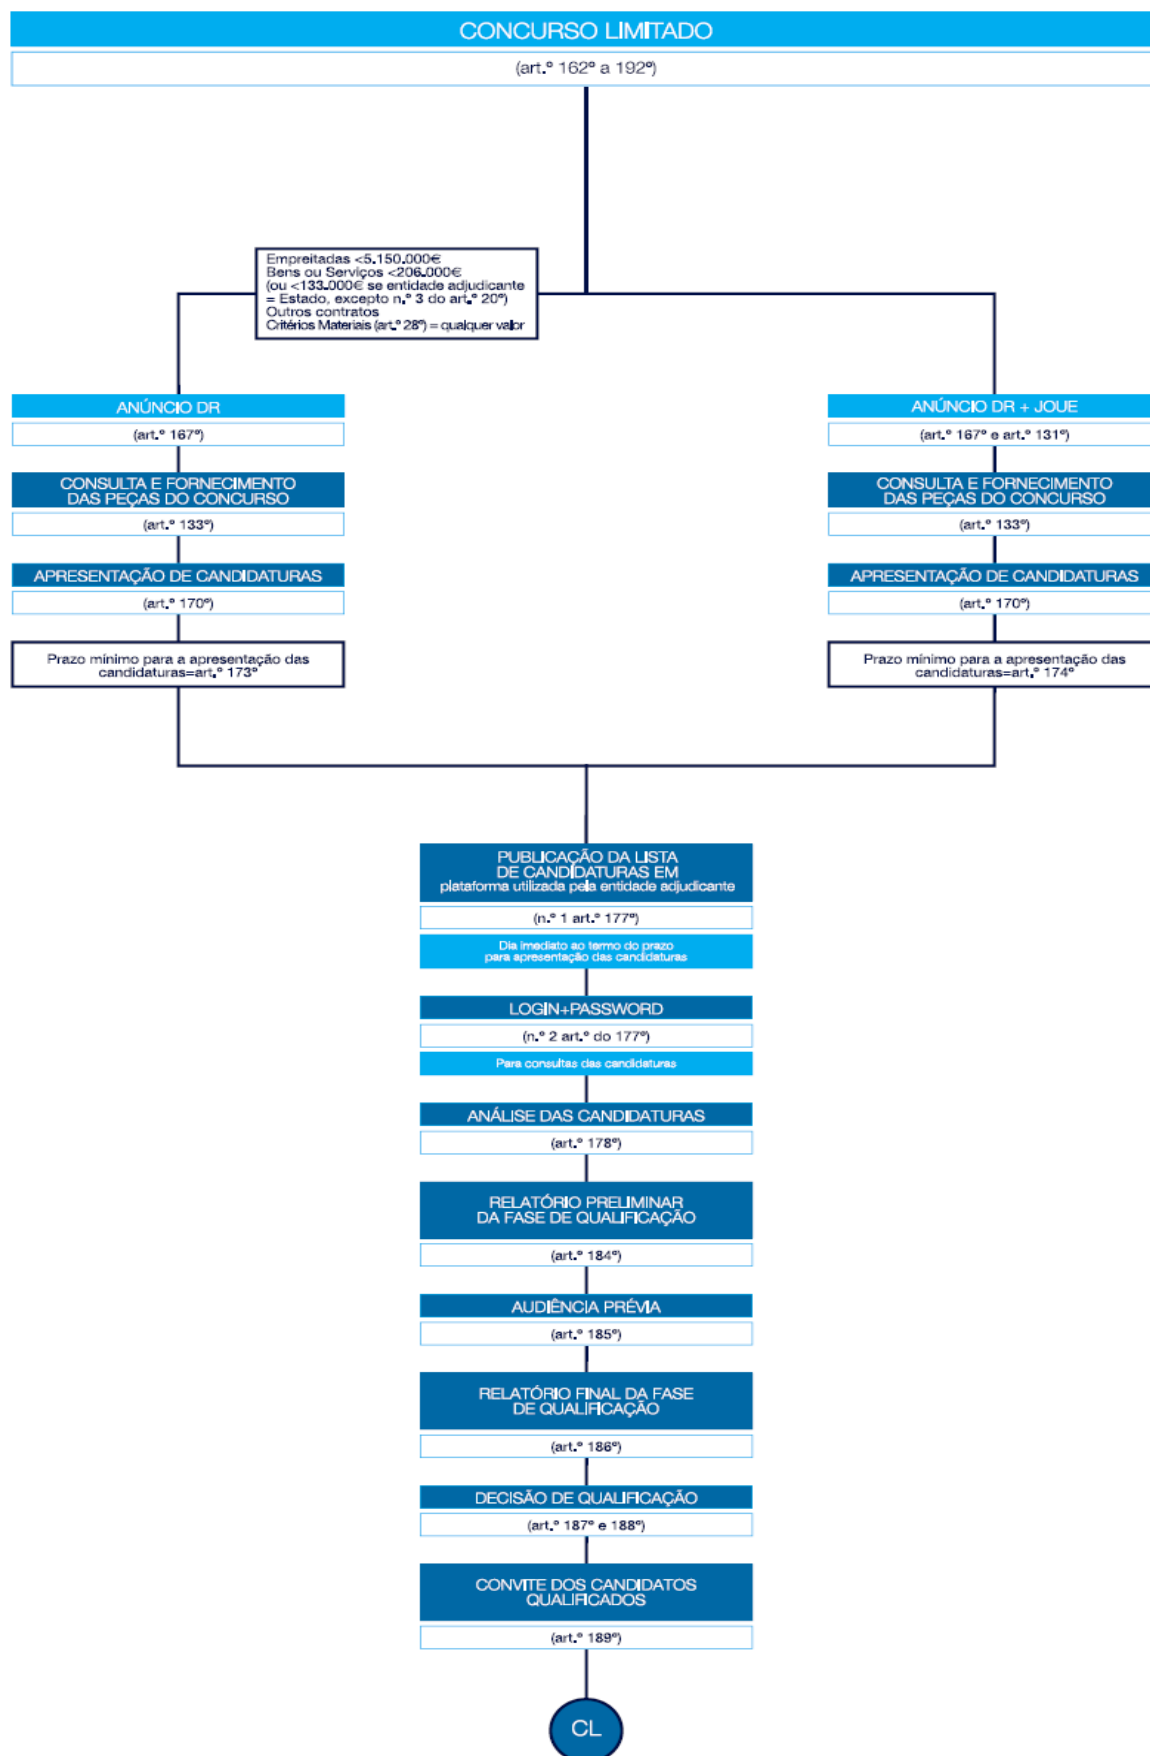 CONCURSO LIMITADO
(art.º 162º a 192º)
Empreitadas <5.150.000€
Bens ou Serviços <206.000€
(ou <133.000€ se entidade adjudicante
= Estado, excepto n.º 3 do art.º 20º)
Outros contratos
Critérios Materiais (art.º 28º) = qualquer valor
ANÚNCIO DR
(art.º 167º)
CONSULTA E FORNECIMENTO
DAS PEÇAS DO CONCURSO
(art.º 133º)
APRESENTAÇÃO DE CANDIDATURAS
(art.º 170º)
Prazo mínimo para a apresentação das
candidaturas=art.º 173º
ANÚNCIO DR + JOUE
(art.º 167º e art.º 131º)
CONSULTA E FORNECIMENTO
DAS PEÇAS DO CONCURSO
(art.º 133º)
APRESENTAÇÃO DE CANDIDATURAS
(art.º 170º)
Prazo mínimo para a apresentação das
candidaturas=art.º 174º
PUBLICAÇÃO DA LISTA
DE CANDIDATURAS EM
plataforma utilizada pela entidade adjudicante
(n.º 1 art.º 177º)
Dia imediato ao termo do prazo
para apresentação das candidaturas
LOGIN+PASSWORD
(n.º 2 art.º do 177º)
Para consultas das candidaturas
ANÁLISE DAS CANDIDATURAS
(art.º 178º)
RELATÓRIO PRELIMINAR
DA FASE DE QUALIFICAÇÃO
(art.º 184º)
AUDIÊNCIA PRÉVIA
(art.º 185º)
RELATÓRIO FINAL DA FASE
DE QUALIFICAÇÃO
(art.º 186º)
DECISÃO DE QUALIFICAÇÃO
(art.º 187º e 188º)
CONVITE DOS CANDIDATOS
QUALIFICADOS
(art.º 189º)
CL